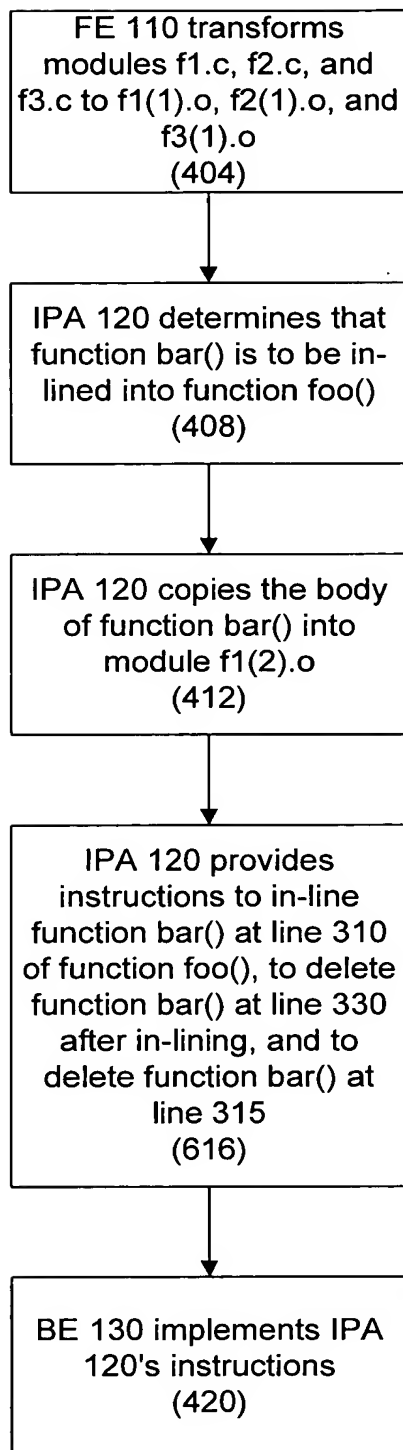 FE 110 transforms
modules f1.c, f2.c, and
f3.c to f1(1).o, f2(1).o, and
f3(1).o
(404)
IPA 120 determines that
function bar() is to be in-
lined into function foo()
(408)
IPA 120 copies the body
of function bar() into
module f1(2).o
(412)
IPA 120 provides
instructions to in-line
function bar() at line 310
of function foo(), to delete
function bar() at line 330
after in-lining, and to
delete function bar() at
line 315
(616)
BE 130 implements IPA
120's instructions
(420)